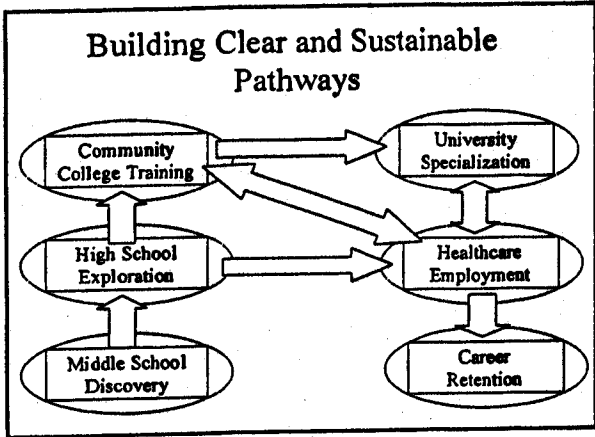 Building Clear and Sustainable
Pathways
Community
College Training
University
Specialization
High School
Exploration
Healthcare
Employment
Middle School
Discovery
Career
Retention